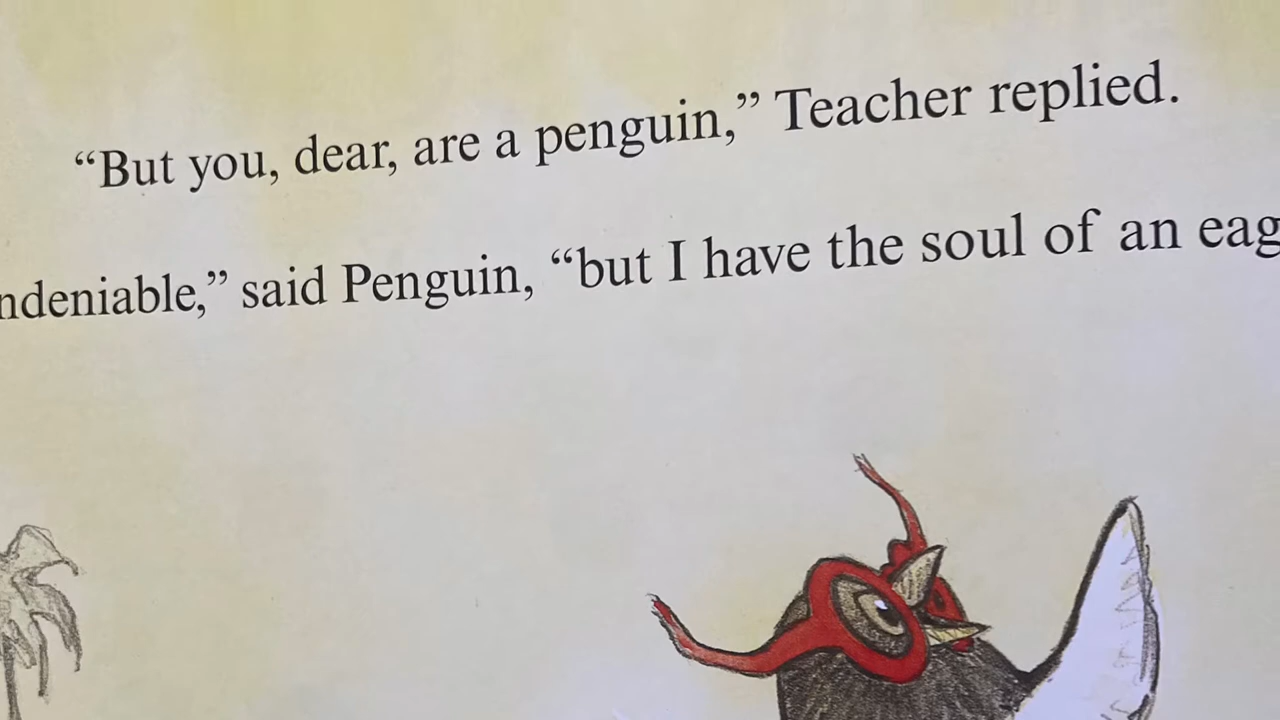 “But you, dear, are a penguin,” Teacher replied.
ndeniable,” said Penguin, “but I have the soul of an eag